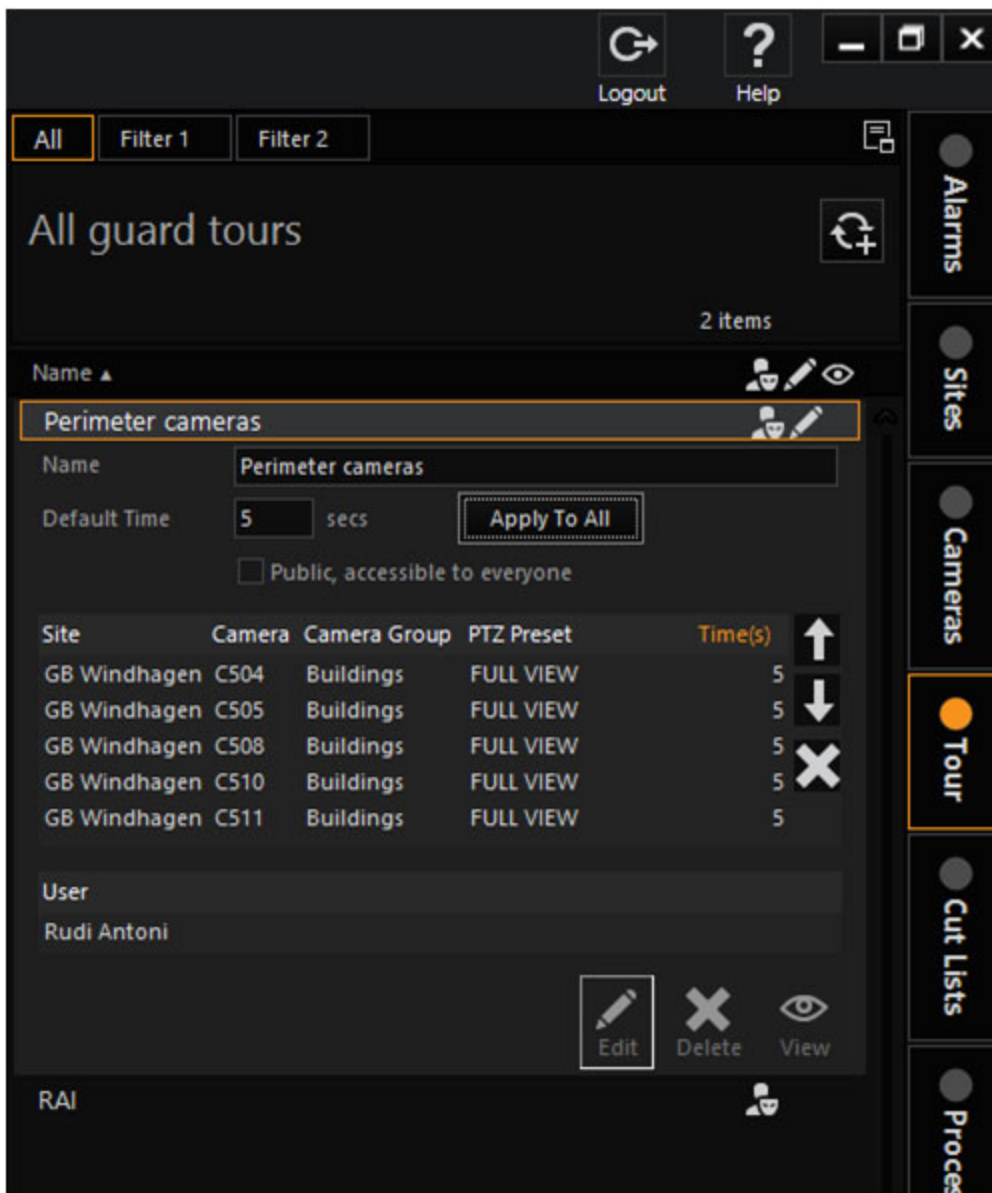 Logout Help
All Filter 1 Filter 2
All guard tours
2 items
Name
Perimeter cameras
Name Perimeter cameras
Default Time 5 secs Apply To All
Public, accessible to everyone
Site Camera Camera Group PTZ Preset Time(s)
GB Windhagen C504 Buildings FULL VIEW 5
GB Windhagen C505 Buildings FULL VIEW 5
GB Windhagen C508 Buildings FULL VIEW 5
GB Windhagen C510 Buildings FULL VIEW 5
GB Windhagen C511 Buildings FULL VIEW 5
User
Rudi Antoni
Edit Delete View
RAI
Alarms
Sites
Cameras
Tour
Cut Lists
Proces